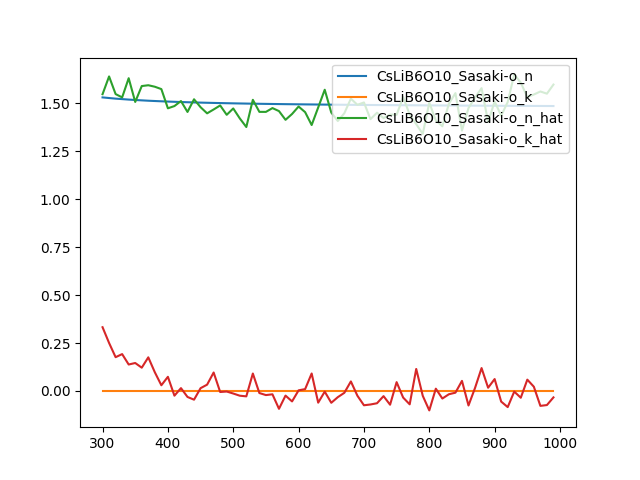 CsLiB6O10_Sasaki-o_n
CsLiB6O10_Sasaki-o_k
CsLiB6O10_Sasaki-o_n_hat
CsLiB6O10_Sasaki-o_k_hat
1.50
1.25
1.00
0.75
0.50
0.25
0.00
300 400 500 600 700 800 900 1000